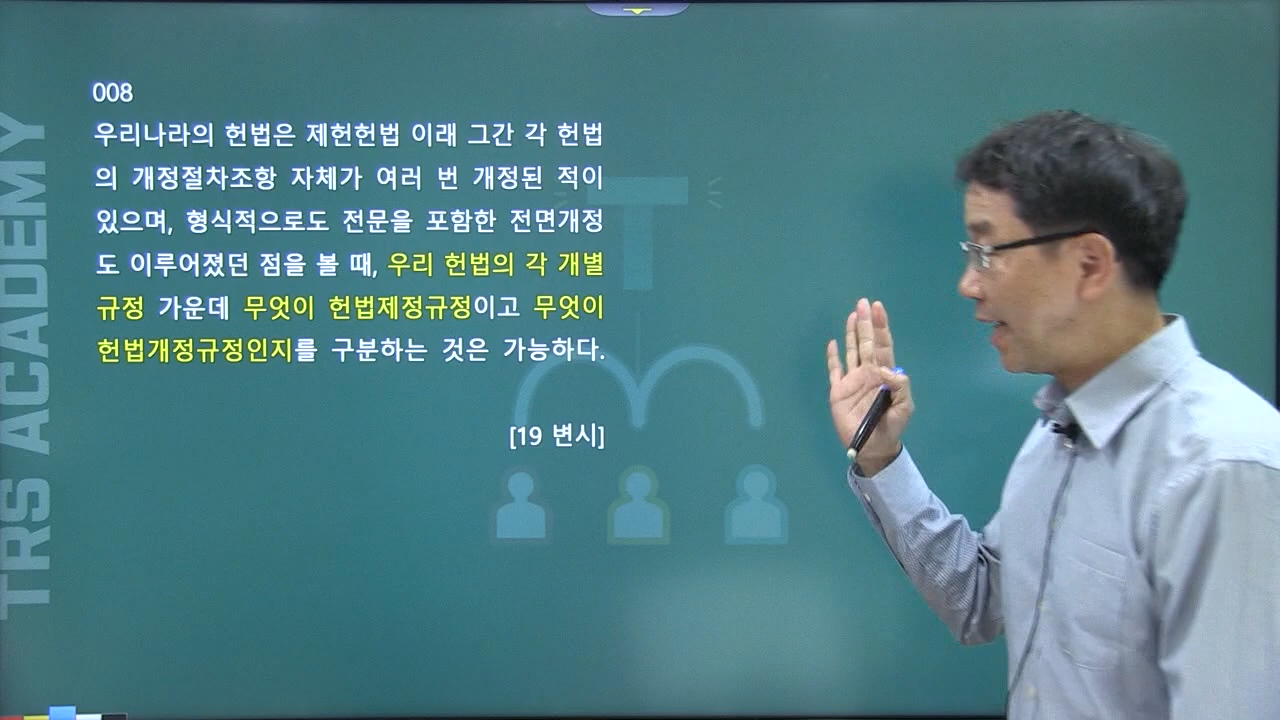 008
우리나라의 헌법은 제헌헌법 이래 그간 각 헌법
의 개정절차조항 자체가 여러 번 개정된 적이
있으며, 형식적으로도 전문을 포함한 전면개정
도 이루어졌던 점을 볼 때, 우리 헌법의 각 개별
규정 가운데 무엇이 헌법제정규정이고 무엇이
헌법개정규정인지를 구분하는 것은 가능하다.
[19 변시]
TRS ACADEMY